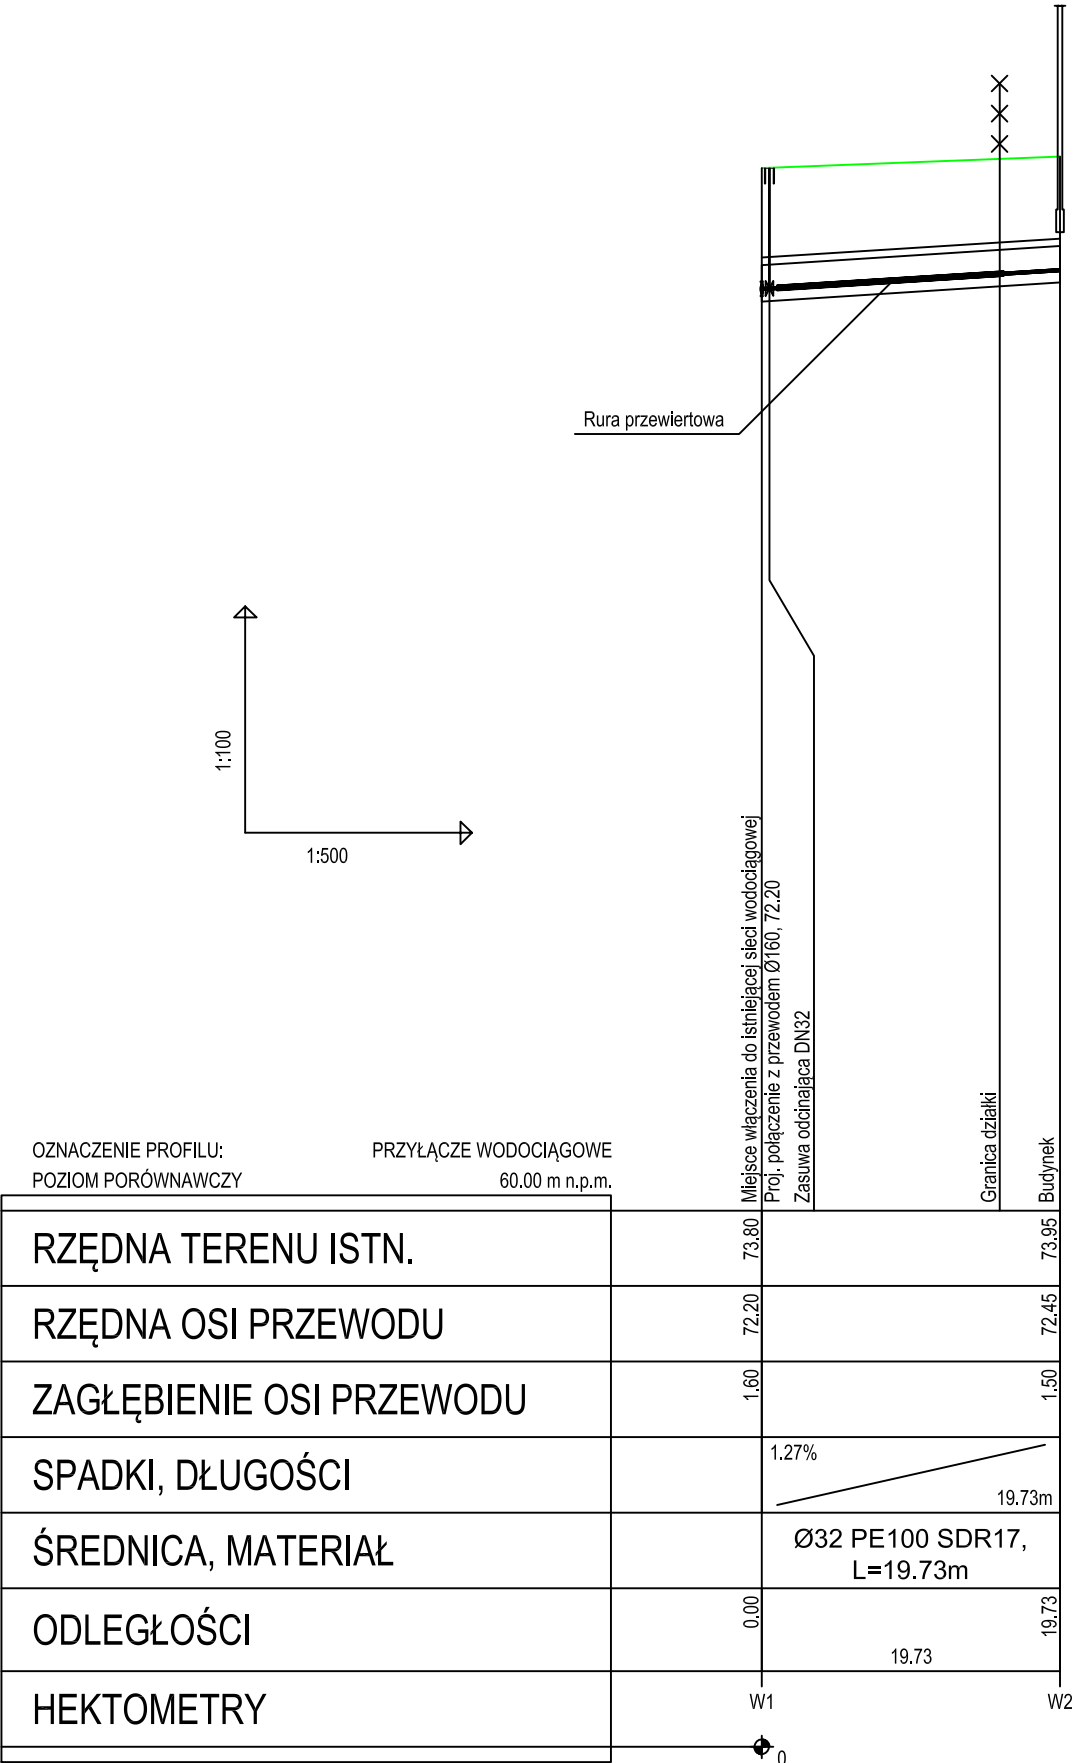 Rura przewiertowa
1:100
1:500
Miejsce włączenia do istniejącej sieci wodociągowej
Proj. połączenie z przewodem Ø160, 72.20
Zasuwa odcinająca DN32
Granica działki
Budynek
OZNACZENIE PROFILU: PRZYŁĄCZE WODOCIĄGOWE
POZIOM PORÓWNAWCZY 60.00 m n.p.m.
RZĘDNA TERENU ISTN. 73.80 73.95
RZĘDNA OSI PRZEWODU 72.20 72.45
ZAGŁĘBIENIE OSI PRZEWODU 1.60 1.50
SPADKI, DŁUGOŚCI 1.27% 19.73m
ŚREDNICA, MATERIAŁ Ø32 PE100 SDR17,
L=19.73m
ODLEGŁOŚCI 0.00 19.73 19.73
HEKTOMETRY W1 W2
0